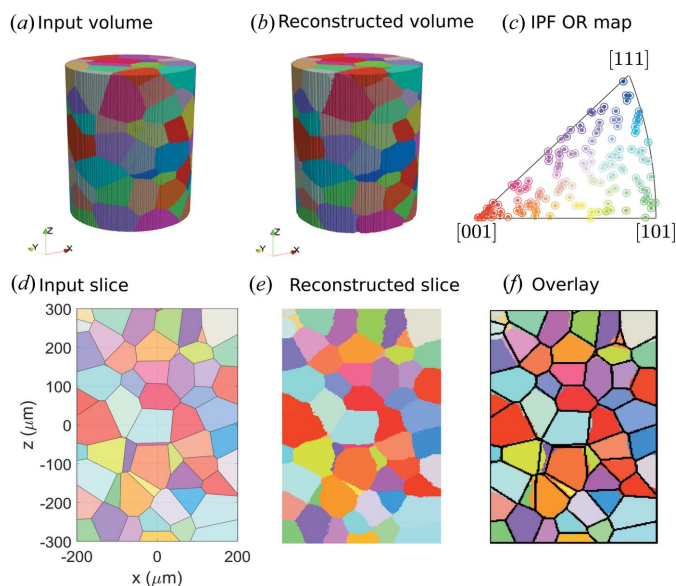 (a) Input volume
(b) Reconstructed volume
(c) IPF OR map
[111]
[001]
[101]
Z
Y
X
Z
Y
X
(d) Input slice
(e) Reconstructed slice
(f) Overlay
300
200
100
0
-100
-200
-300
z (μm)
-200
0
200
x (μm)